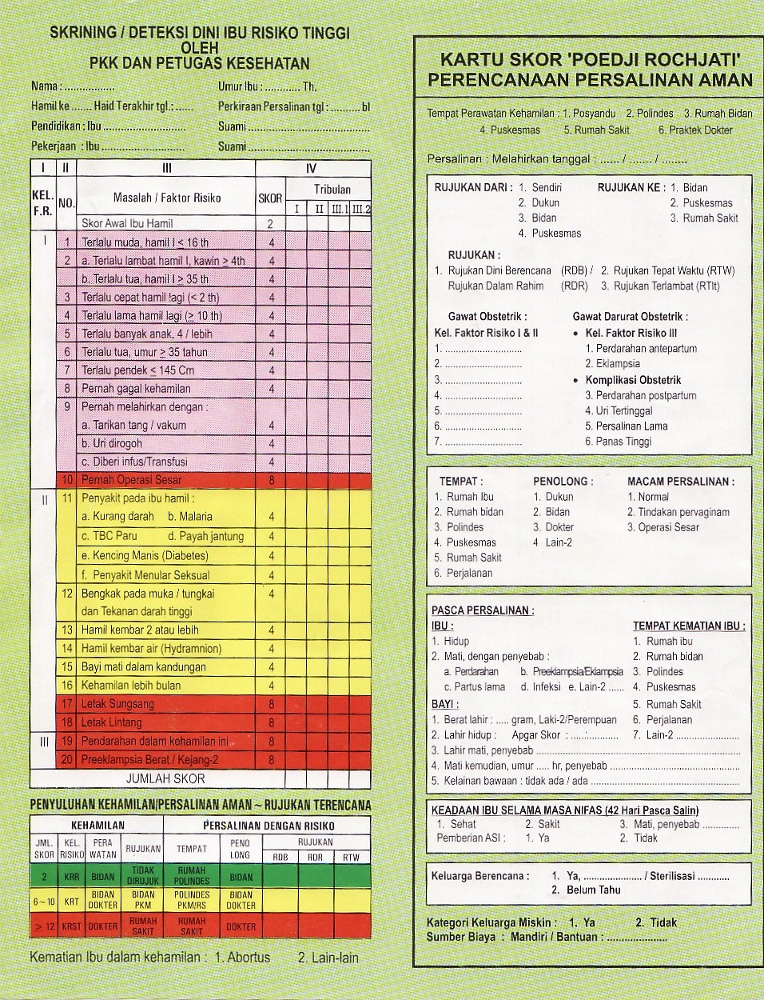 SKRINING / DETEKSI DINI IBU RISIKO TINGGI
OLEH
PKK DAN PETUGAS KESEHATAN
Nama : ................. Umur Ibu : ............ Th.
Hamil ke ....... Haid Terakhir tgl.: ...... Perkiraan Persalinan tgl : .......... bl
Pendidikan : Ibu ............................ Suami ..........................................
Pekerjaan : Ibu ............................ Suami ..........................................
I II III IV
KEL. F.R. NO. Masalah / Faktor Risiko SKOR Tribulan
I II III.1 III.2
Skor Awal Ibu Hamil 2
I 1 Terlalu muda, hamil I ≤ 16 th 4
2 a. Terlalu lambat hamil I, kawin ≥ 4th 4
b. Terlalu tua, hamil I ≥ 35 th 4
3 Terlalu cepat hamil lagi (< 2 th) 4
4 Terlalu lama hamil lagi (≥ 10 th) 4
5 Terlalu banyak anak, 4 / lebih 4
6 Terlalu tua, umur ≥ 35 tahun 4
7 Terlalu pendek ≤ 145 Cm 4
8 Pernah gagal kehamilan 4
9 Pernah melahirkan dengan :
a. Tarikan tang / vakum 4
b. Uri dirogoh 4
c. Diberi infus/Transfusi 4
10 Pernah Operasi Sesar 8
II 11 Penyakit pada ibu hamil :
a. Kurang darah b. Malaria 4
c. TBC Paru d. Payah jantung 4
e. Kencing Manis (Diabetes) 4
f. Penyakit Menular Seksual 4
12 Bengkak pada muka / tungkai 4
dan Tekanan darah tinggi
13 Hamil kembar 2 atau lebih 4
14 Hamil kembar air (Hydramnion) 4
15 Bayi mati dalam kandungan 4
16 Kehamilan lebih bulan 4
17 Letak Sungsang 8
18 Letak Lintang 8
III 19 Pendarahan dalam kehamilan ini 8
20 Preeklampsia Berat / Kejang-2 8
JUMLAH SKOR
PENYULUHAN KEHAMILAN/PERSALINAN AMAN ~ RUJUKAN TERENCANA
KEHAMILAN PERSALINAN DENGAN RISIKO
JML. SKOR KEL. RISIKO PERA WATAN RUJUKAN TEMPAT PENO LONG RUJUKAN
RDB RDR RTW
2 KRR BIDAN TIDAK DIRUJUK RUMAH POLINDES BIDAN
6 ~ 10 KRT BIDAN DOKTER BIDAN PKM POLINDES PKM/RS BIDAN DOKTER
≥ 12 KRST DOKTER RUMAH SAKIT RUMAH SAKIT DOKTER
Kematian Ibu dalam kehamilan : 1. Abortus 2. Lain-lain
KARTU SKOR 'POEDJI ROCHJATI'
PERENCANAAN PERSALINAN AMAN
Tempat Perawatan Kehamilan : 1. Posyandu 2. Polindes 3. Rumah Bidan
4. Puskesmas 5. Rumah Sakit 6. Praktek Dokter
Persalinan : Melahirkan tanggal : ...... / ....... / ........
RUJUKAN DARI : 1. Sendiri RUJUKAN KE : 1. Bidan
2. Dukun 2. Puskesmas
3. Bidan 3. Rumah Sakit
4. Puskesmas
RUJUKAN :
1. Rujukan Dini Berencana (RDB) / 2. Rujukan Tepat Waktu (RTW)
Rujukan Dalam Rahim (RDR) 3. Rujukan Terlambat (RTlt)
Gawat Obstetrik : Gawat Darurat Obstetrik :
Kel. Faktor Risiko I & II • Kel. Faktor Risiko III
1. ............................ 1. Perdarahan antepartum
2. ............................ 2. Eklampsia
3. ............................ • Komplikasi Obstetrik
4. ............................ 3. Perdarahan postpartum
5. ............................ 4. Uri Tertinggal
6. ............................ 5. Persalinan Lama
7. ............................ 6. Panas Tinggi
TEMPAT : PENOLONG : MACAM PERSALINAN :
1. Rumah Ibu 1. Dukun 1. Normal
2. Rumah bidan 2. Bidan 2. Tindakan pervaginam
3. Polindes 3. Dokter 3. Operasi Sesar
4. Puskesmas 4 Lain-2
5. Rumah Sakit
6. Perjalanan
PASCA PERSALINAN :
IBU : TEMPAT KEMATIAN IBU :
1. Hidup 1. Rumah ibu
2. Mati, dengan penyebab : 2. Rumah bidan
a. Perdarahan b. Preeklampsia/Eklampsia 3. Polindes
c. Partus lama d. Infeksi e. Lain-2 ...... 4. Puskesmas
BAYI : 5. Rumah Sakit
1. Berat lahir : ..... gram, Laki-2/Perempuan 6. Perjalanan
2. Lahir hidup : Apgar Skor : ................. 7. Lain-2 ................................
3. Lahir mati, penyebab ..........................................................................
4. Mati kemudian, umur ..... hr, penyebab ................................................
5. Kelainan bawaan : tidak ada / ada ......................................................
KEADAAN IBU SELAMA MASA NIFAS (42 Hari Pasca Salin)
1. Sehat 2. Sakit 3. Mati, penyebab .............
Pemberian ASI : 1. Ya 2. Tidak
Keluarga Berencana : 1. Ya, ..................... / Sterilisasi ...........
2. Belum Tahu
Kategori Keluarga Miskin : 1. Ya 2. Tidak
Sumber Biaya : Mandiri / Bantuan : .....................